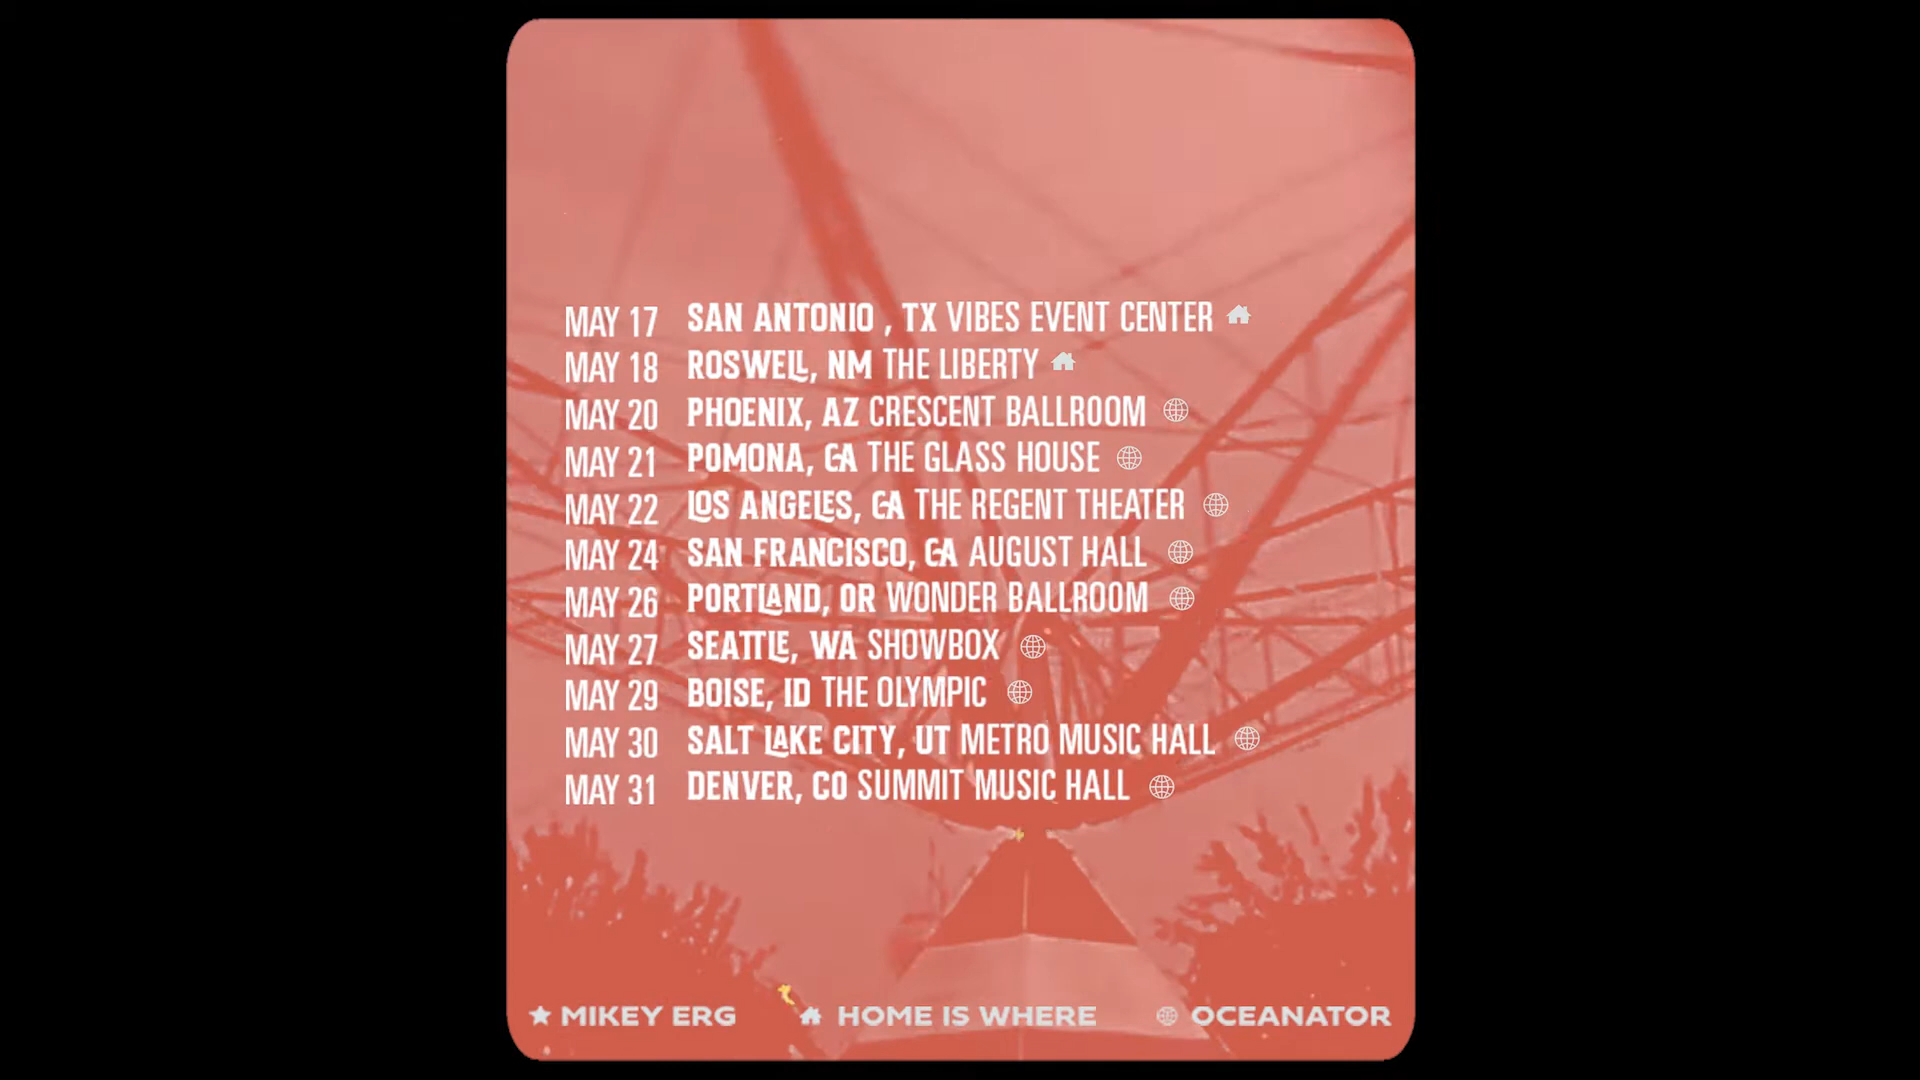 MAY 17 SAN ANTONIO , TX VIBES EVENT CENTER
MAY 18 ROSWELL, NM THE LIBERTY
MAY 20 PHOENIX, AZ CRESCENT BALLROOM
MAY 21 POMONA, CA THE GLASS HOUSE
MAY 22 LOS ANGELES, CA THE REGENT THEATER
MAY 24 SAN FRANCISCO, CA AUGUST HALL
MAY 26 PORTLAND, OR WONDER BALLROOM
MAY 27 SEATTLE, WA SHOWBOX
MAY 29 BOISE, ID THE OLYMPIC
MAY 30 SALT LAKE CITY, UT METRO MUSIC HALL
MAY 31 DENVER, CO SUMMIT MUSIC HALL
MIKEY ERG HOME IS WHERE OCEANATOR